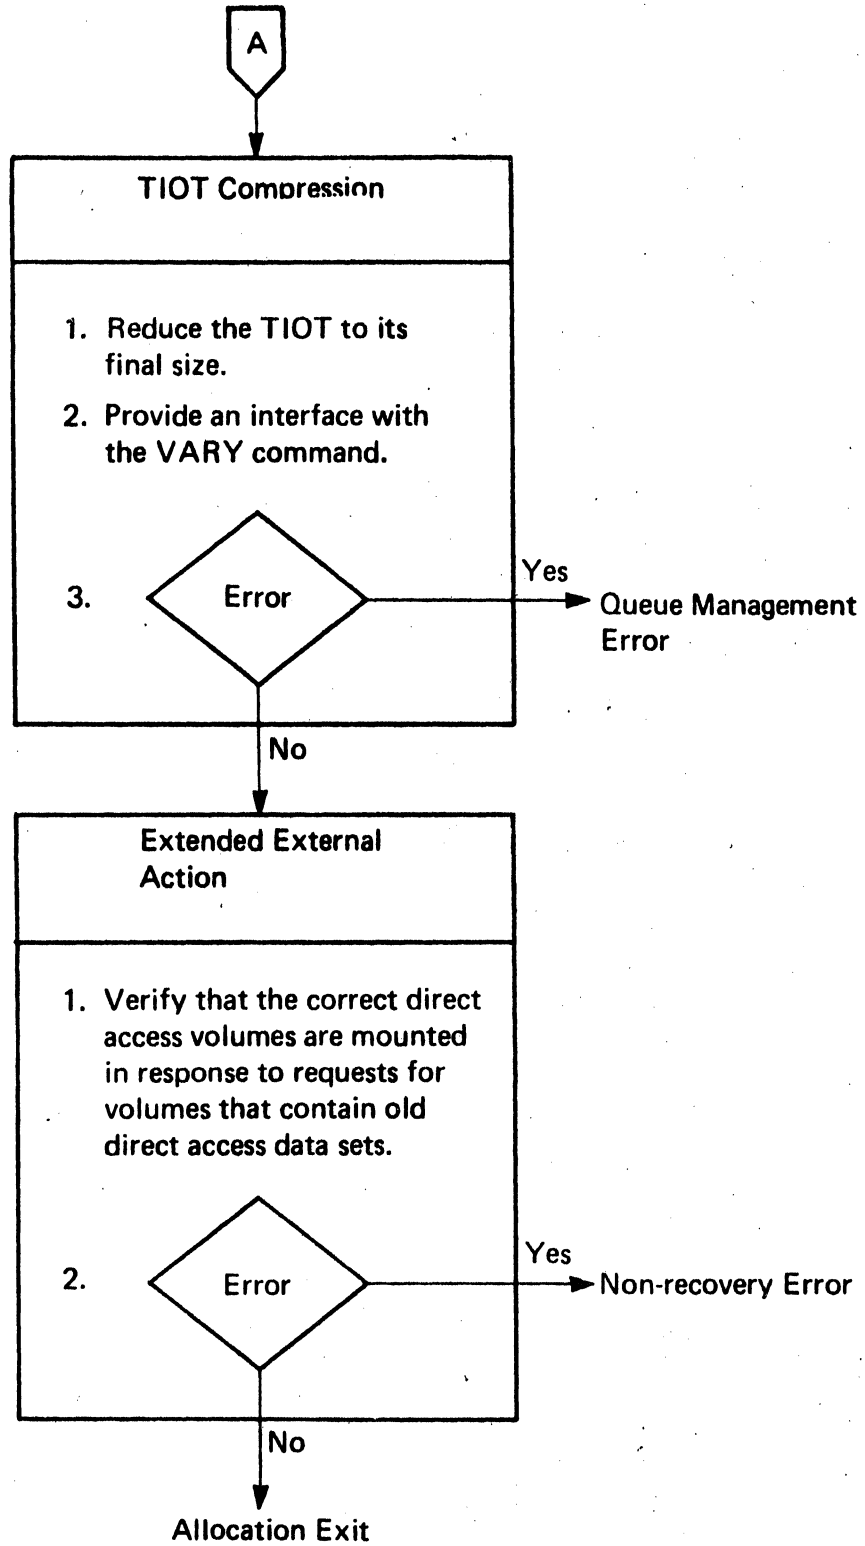 A
TIOT Compression
1. Reduce the TIOT to its
final size.
2. Provide an interface with
the VARY command.
3.
Error
Yes
Queue Management
Error
No
Extended External
Action
1. Verify that the correct direct
access volumes are mounted
in response to requests for
volumes that contain old
direct access data sets.
2.
Error
Yes
Non-recovery Error
No
Allocation Exit